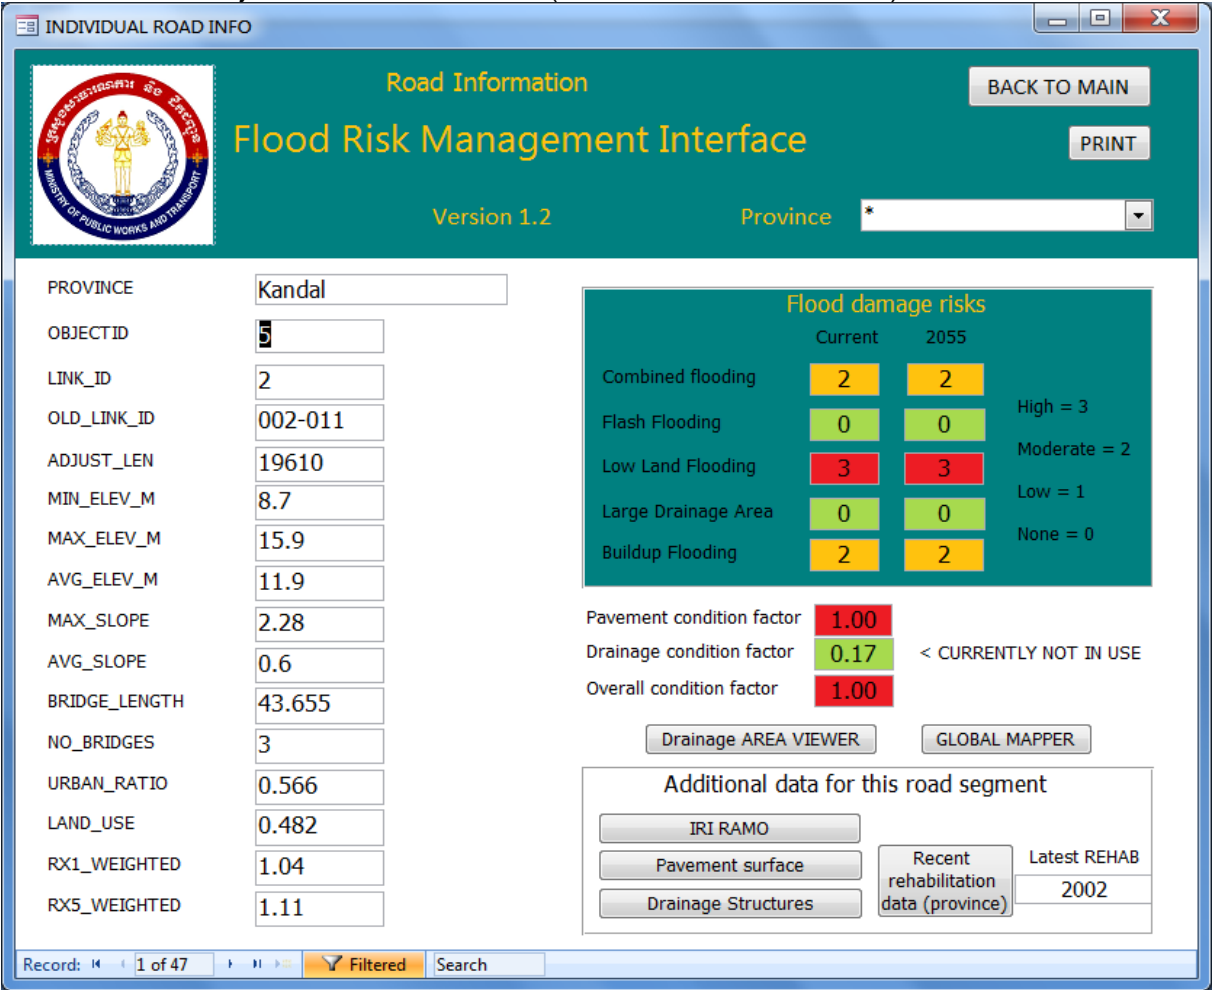 INDIVIDUAL ROAD INFO
Road Information
BACK TO MAIN
Flood Risk Management Interface
PRINT
MINISTRY OF PUBLIC WORKS AND TRANSPORT
Version 1.2
Province *
PROVINCE Kandal
OBJECTID 5
LINK_ID 2
OLD_LINK_ID 002-011
ADJUST_LEN 19610
MIN_ELEV_M 8.7
MAX_ELEV_M 15.9
AVG_ELEV_M 11.9
MAX_SLOPE 2.28
AVG_SLOPE 0.6
BRIDGE_LENGTH 43.655
NO_BRIDGES 3
URBAN_RATIO 0.566
LAND_USE 0.482
RX1_WEIGHTED 1.04
RX5_WEIGHTED 1.11
Flood damage risks
Current 2055
Combined flooding 2 2
Flash Flooding 0 0
Low Land Flooding 3 3
Large Drainage Area 0 0
Buildup Flooding 2 2
High = 3
Moderate = 2
Low = 1
None = 0
Pavement condition factor 1.00
Drainage condition factor 0.17 < CURRENTLY NOT IN USE
Overall condition factor 1.00
Drainage AREA VIEWER GLOBAL MAPPER
Additional data for this road segment
IRI RAMO
Pavement surface
Drainage Structures
Recent
rehabilitation
data (province)
Latest REHAB
2002
Record: 1 of 47 Filtered Search